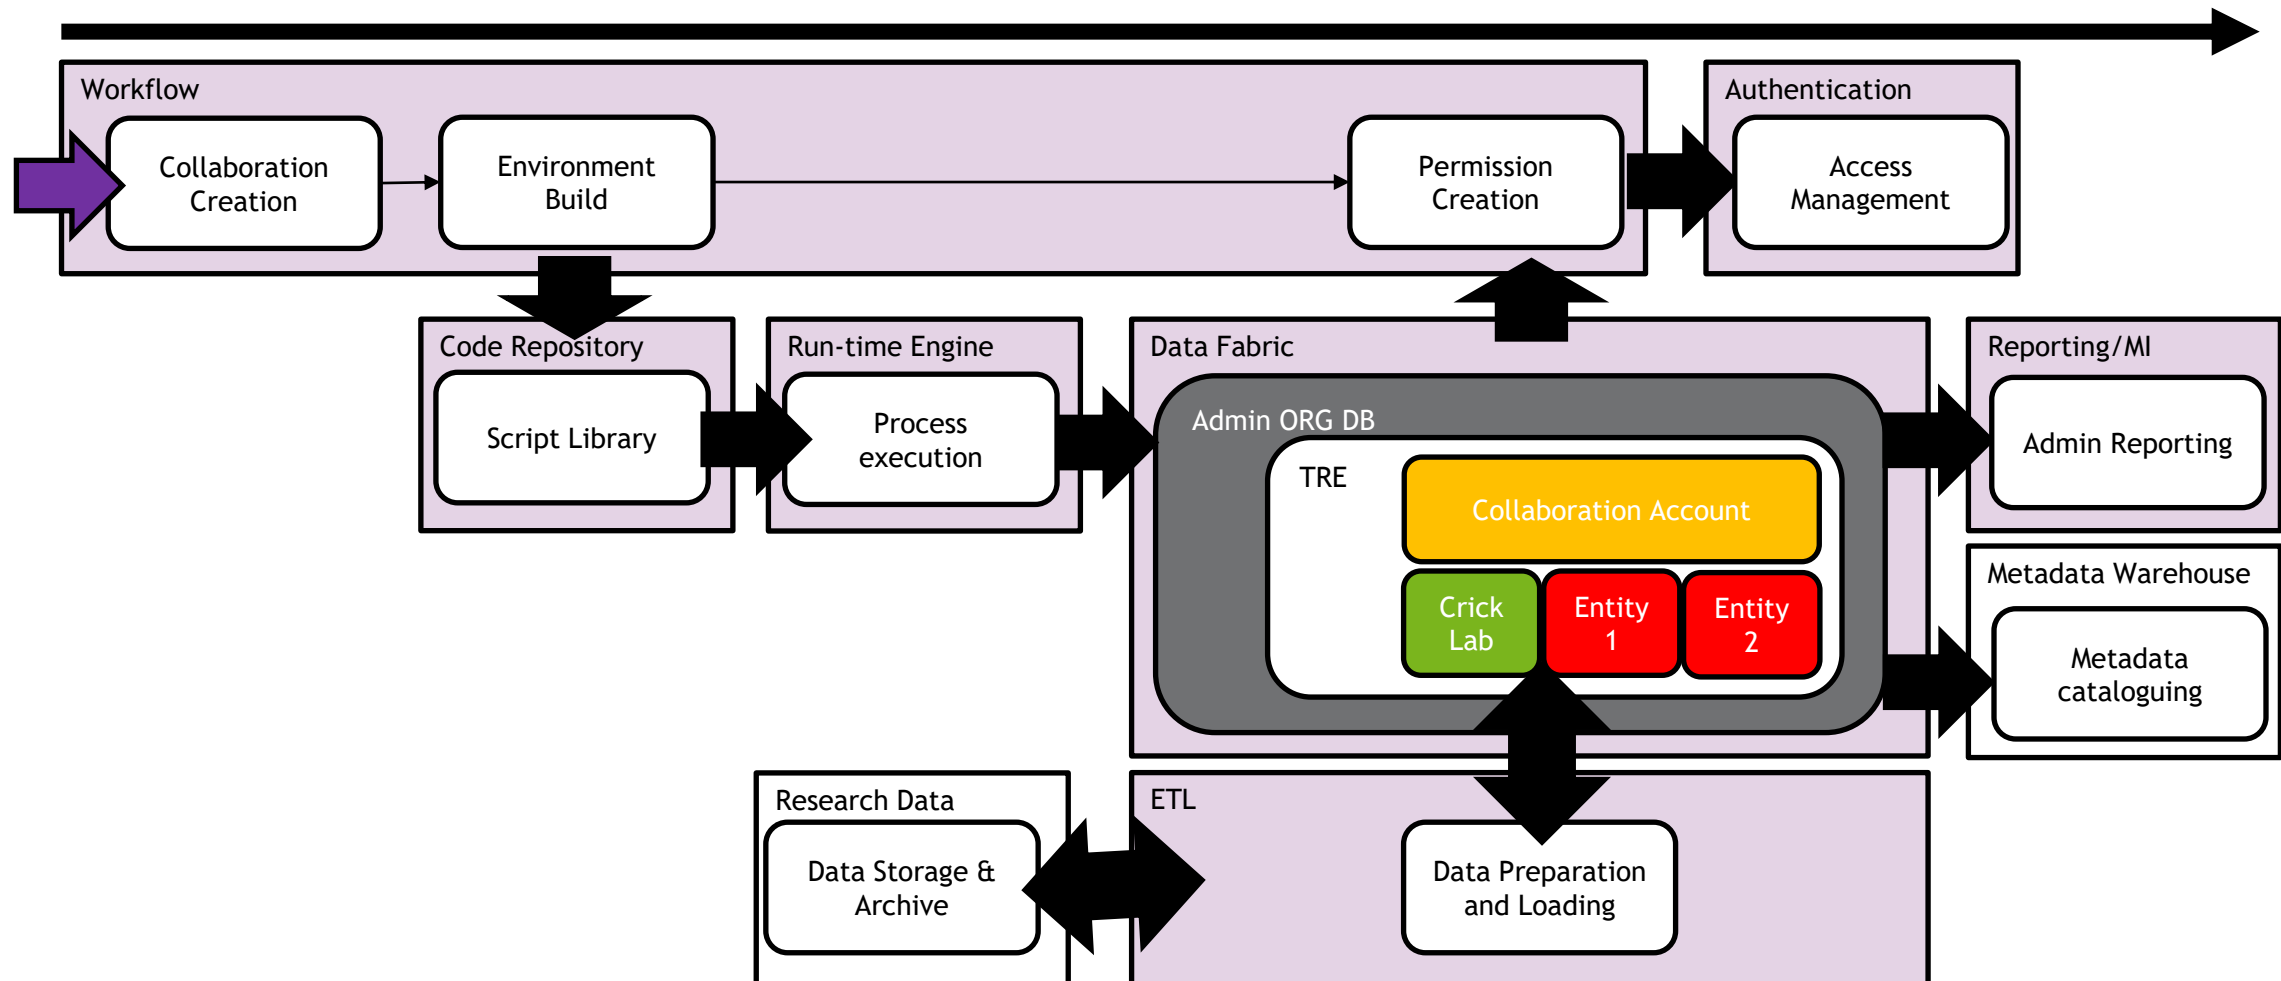 Workflow
Collaboration
Creation
Environment
Build
Permission
Creation
Authentication
Access
Management
Code Repository
Script Library
Run-time Engine
Process
execution
Data Fabric
Admin ORG DB
TRE
Collaboration Account
Crick
Lab
Entity
1
Entity
2
Reporting/MI
Admin Reporting
Metadata Warehouse
Metadata
cataloguing
Research Data
Data Storage &
Archive
ETL
Data Preparation
and Loading